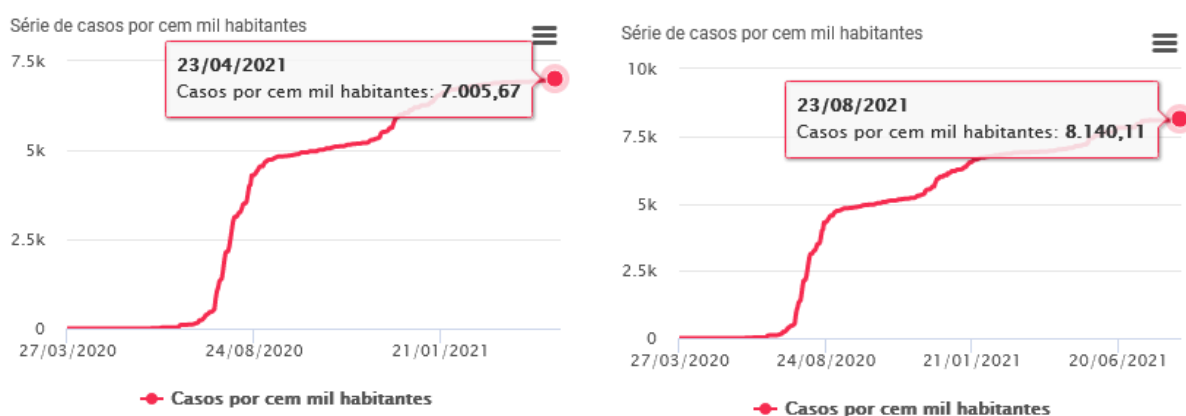 Série de casos por cem mil habitantes
7.5k
23/04/2021
Casos por cem mil habitantes: 7.005,67
5k
2.5k
0
27/03/2020
24/08/2020
21/01/2021
Casos por cem mil habitantes
Série de casos por cem mil habitantes
10k
23/08/2021
Casos por cem mil habitantes: 8.140,11
7.5k
5k
2.5k
0
27/03/2020
24/08/2020
21/01/2021
20/06/2021
Casos por cem mil habitantes